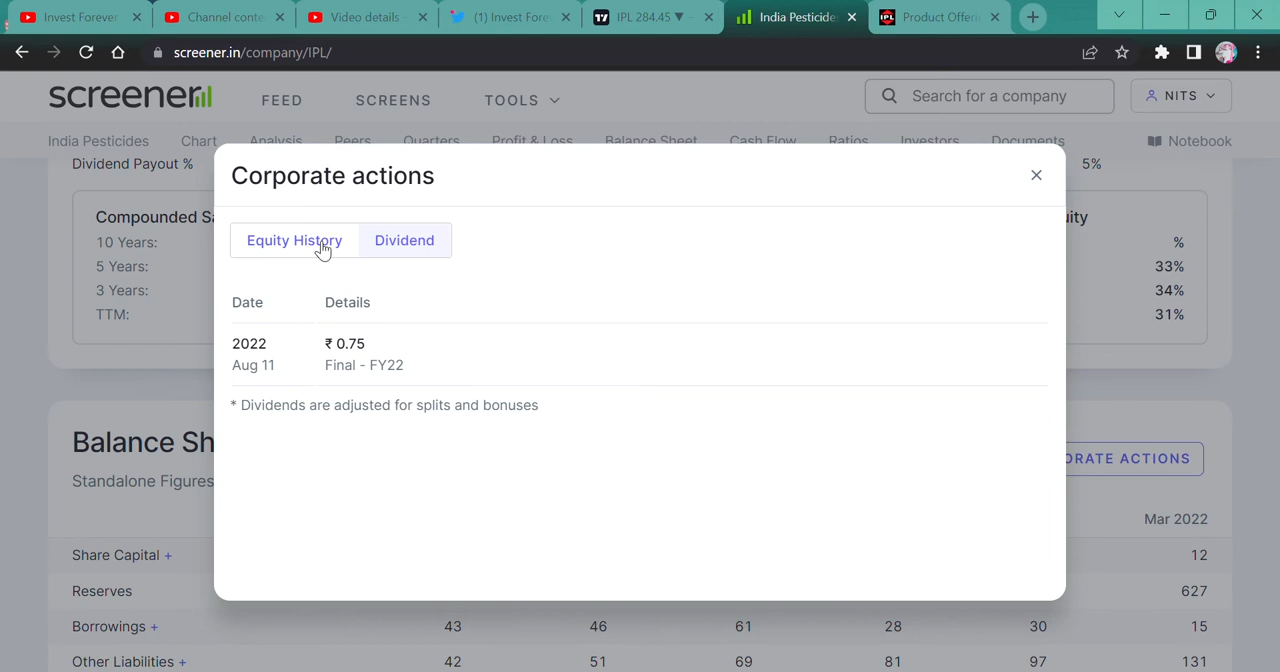 Invest Forever
Channel conte
Video details
(1) Invest Fore
IPL 284.45 ▼
India Pesticide
Product Offeri
screener.in/company/IPL/
screener
FEED
SCREENS
TOOLS
Search for a company
NITS
India Pesticides
Chart
Analysis
Peers
Quarters
Profit & Loss
Balance Sheet
Cash Flow
Ratios
Investors
Documents
Notebook
Dividend Payout %
5%
Corporate actions
Equity History
Dividend
Date
Details
2022
₹ 0.75
Aug 11
Final - FY22
* Dividends are adjusted for splits and bonuses
Compounded Sa
uity
10 Years:
%
5 Years:
33%
3 Years:
34%
TTM:
31%
Balance Sh
ORATE ACTIONS
Standalone Figures
Mar 2022
Share Capital +
12
Reserves
627
Borrowings +
43 46 61 28 30 15
Other Liabilities +
42 51 69 81 97 131